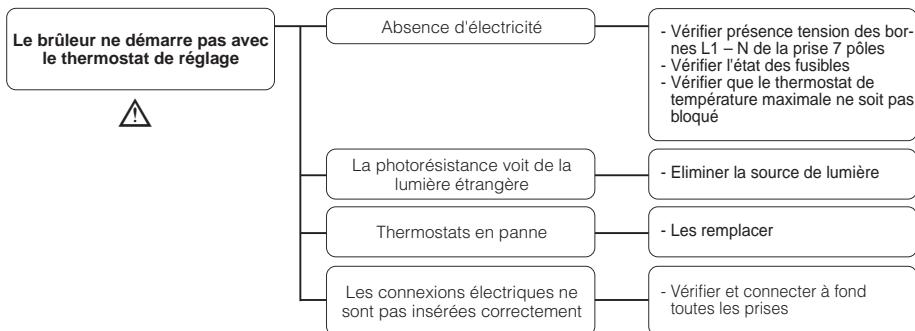 Le brûleur ne démarre pas avec
le thermostat de réglage
Absence d'électricité
- Vérifier présence tension des bor-
nes L1 – N de la prise 7 pôles
- Vérifier l'état des fusibles
- Vérifier que le thermostat de
température maximale ne soit pas
bloqué
La photorésistance voit de la
lumière étrangère
- Eliminer la source de lumière
Thermostats en panne
- Les remplacer
Les connexions électriques ne
sont pas insérées correctement
- Vérifier et connecter à fond
toutes les prises